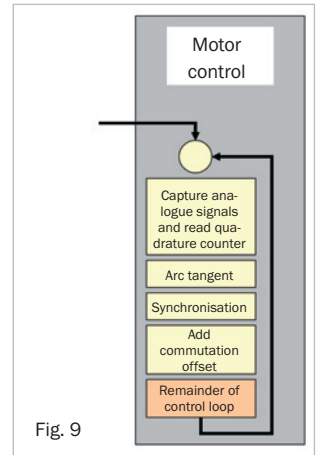 Motor
control
Capture ana-
logue signals
and read qua-
drature counter
Arc tangent
Synchronisation
Add
commutation
offset
Remainder of
control loop
Fig. 9